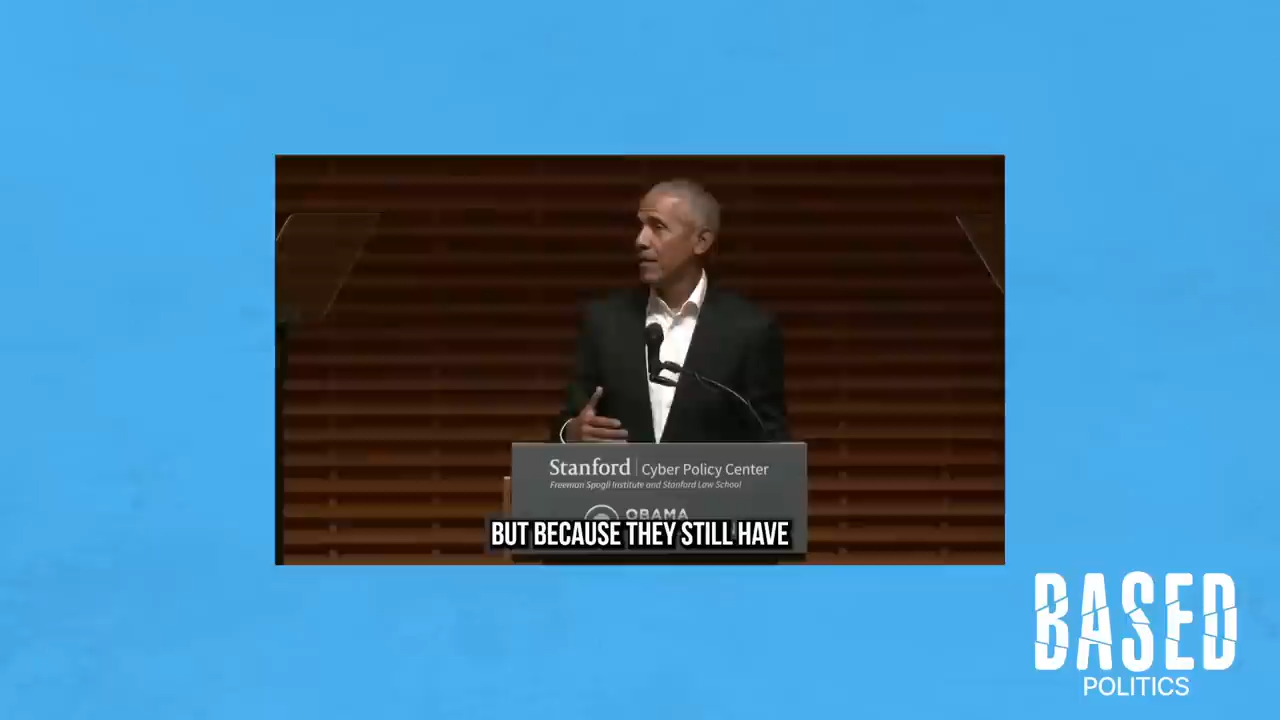 Stanford | Cyber Policy Center
Freeman Spogli Institute and Stanford Law School
OBAMA
BUT BECAUSE THEY STILL HAVE
BASED
POLITICS